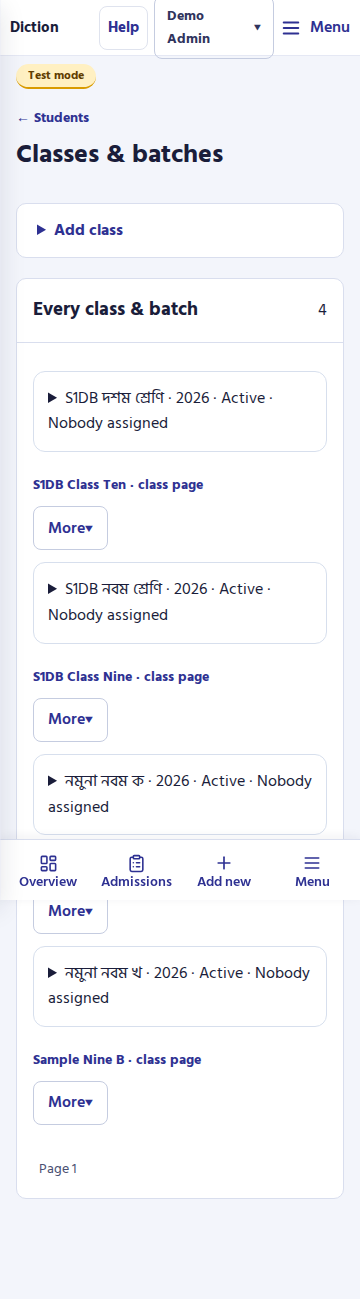 Diction
Help
Demo
Admin
Menu
Test mode
← Students
Classes & batches
Add class
Every class & batch
4
S1DB দশম শ্রেণি · 2026 · Active ·
Nobody assigned
S1DB Class Ten · class page
More
S1DB নবম শ্রেণি · 2026 · Active ·
Nobody assigned
S1DB Class Nine · class page
More
নমুনা নবম ক · 2026 · Active · Nobody
assigned
Overview
Admissions
Add new
Menu
More
নমুনা নবম খ · 2026 · Active · Nobody
assigned
Sample Nine B · class page
More
Page 1